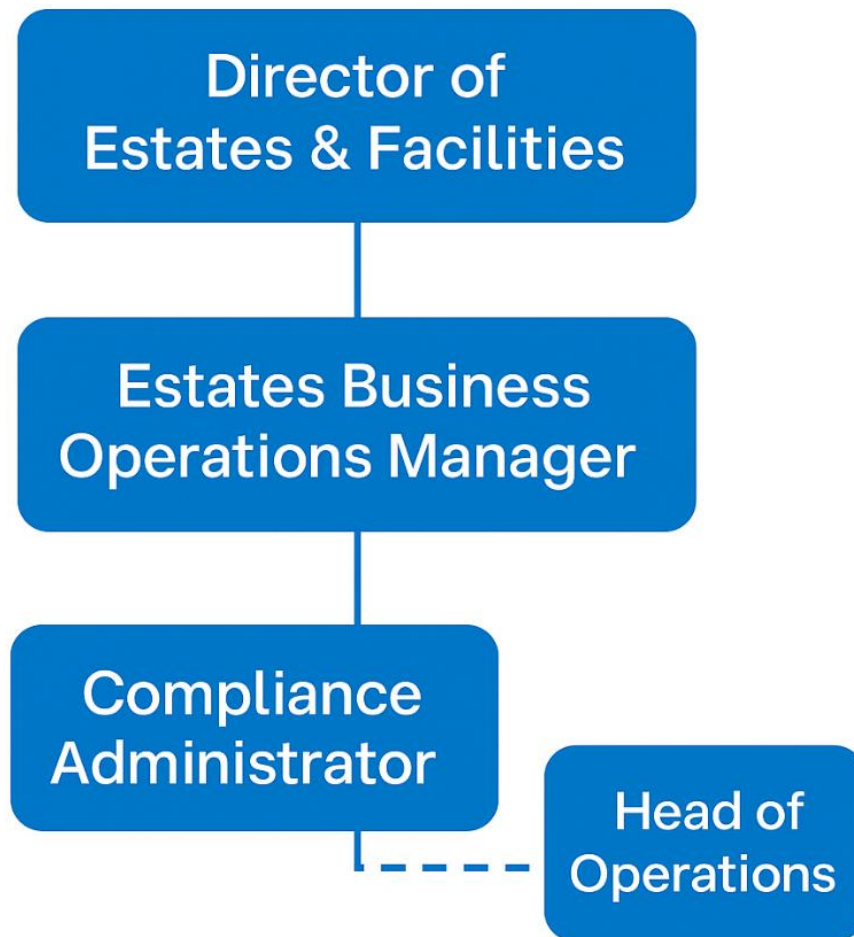 Director of
Estates & Facilities
Estates Business
Operations Manager
Compliance
Administrator
Head of
Operations